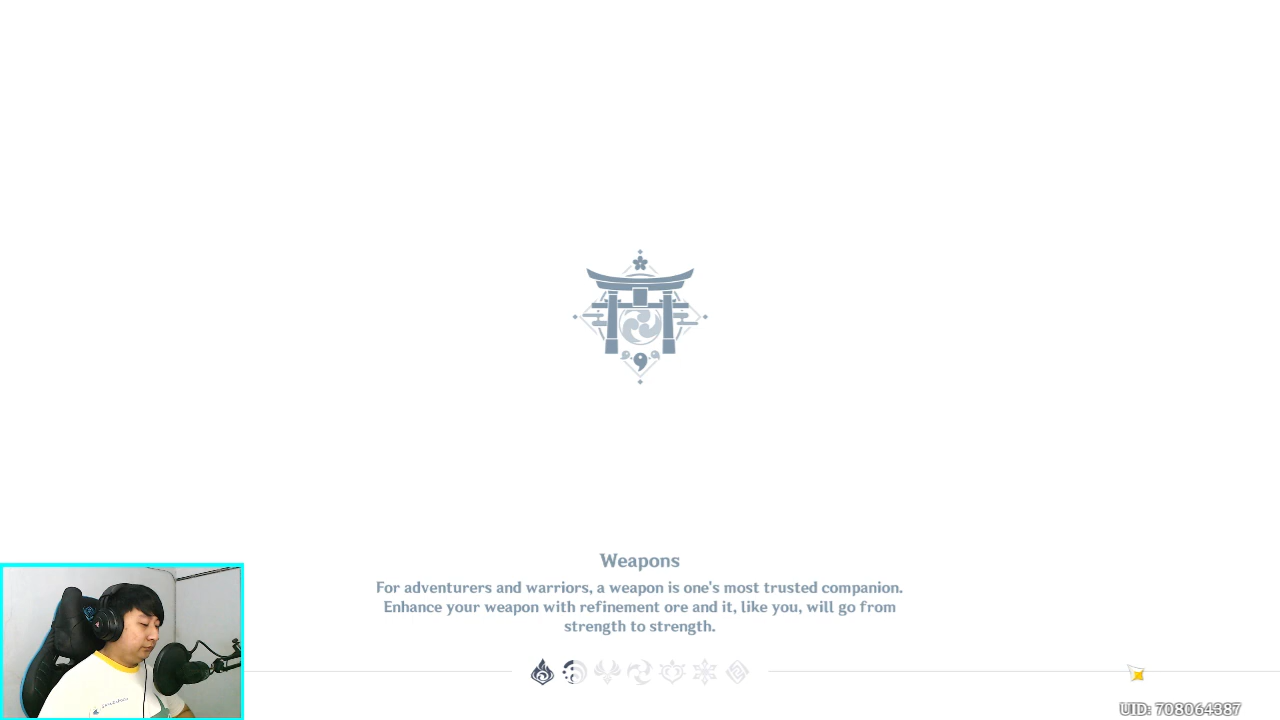 Weapons
For adventurers and warriors, a weapon is one's most trusted companion.
Enhance your weapon with refinement ore and it, like you, will go from
strength to strength.
UID: 708064387